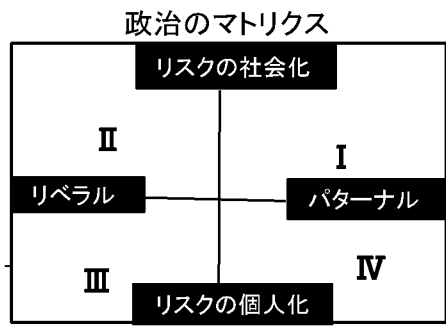 政治のマトリクス
リスクの社会化
Ⅱ
Ⅰ
リベラル
パターナル
Ⅲ
Ⅳ
リスクの個人化